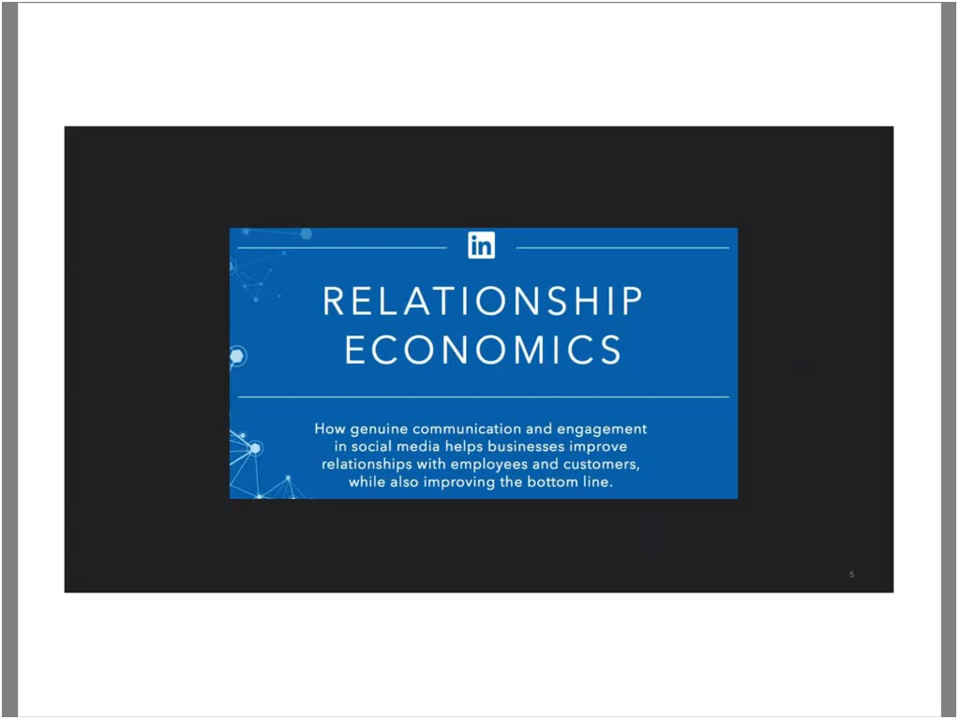 in
RELATIONSHIP
ECONOMICS
How genuine communication and engagement
in social media helps businesses improve
relationships with employees and customers,
while also improving the bottom line.
5